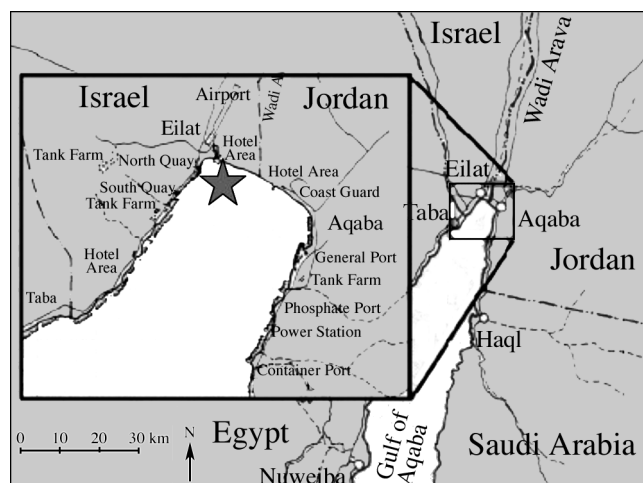 Israel
Wadi Arava
Israel
Airport
Wadi A
Jordan
Eilat
Hotel
Area
Tank Farm
North Quay
Hotel Area
South Quay
Coast Guard
Tank Farm
Aqaba
Hotel
Area
General Port
Tank Farm
Taba
Phosphate Port
Power Station
Container Port
Eilat
Taba
Aqaba
Jordan
Haql
0 10 20 30 km
N
Egypt
Nuweiba
Gulf of
Aqaba
Saudi Arabia